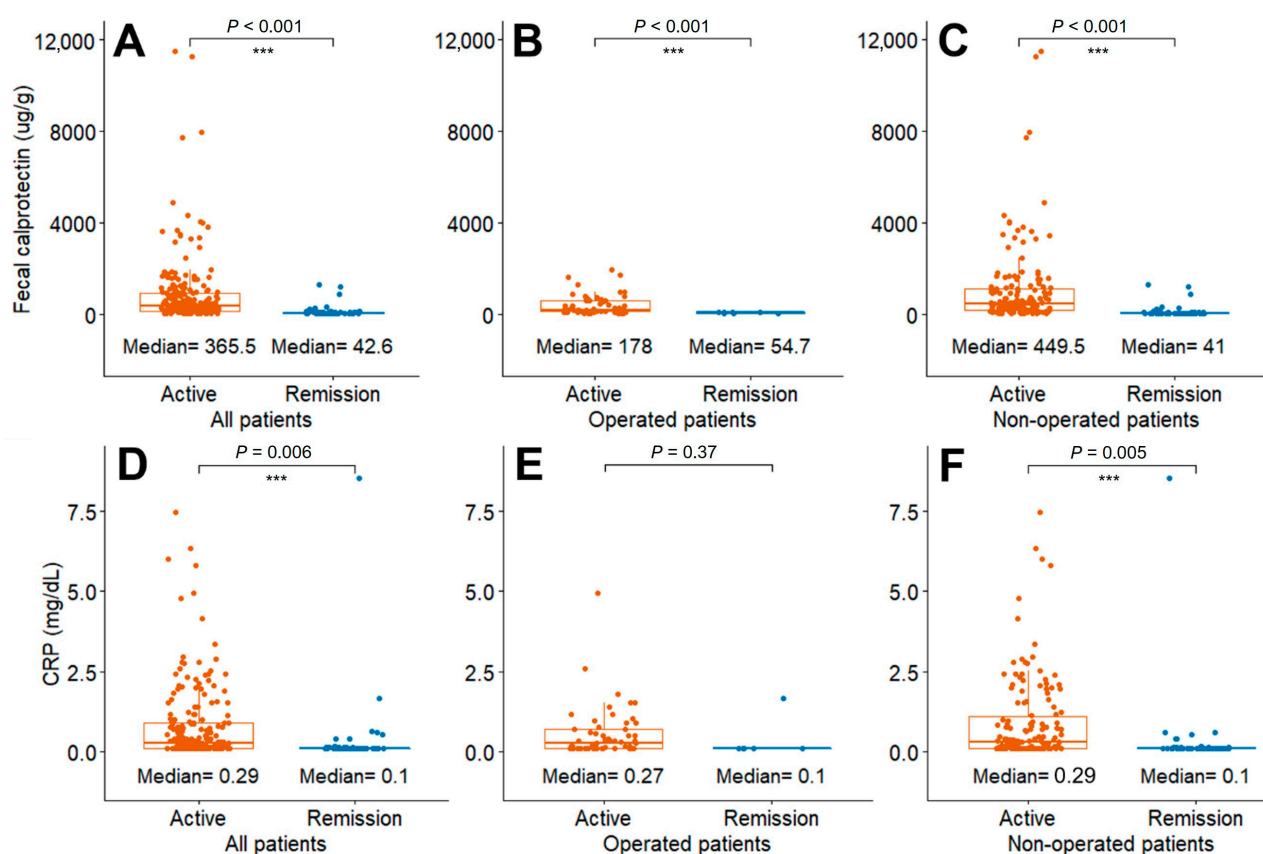 A
P < 0.001
***
B
P < 0.001
***
C
P < 0.001
***
Fecal calprotectin (ug/g)
12,000
8000
4000
0
Median= 365.5
Median= 42.6
Active
Remission
All patients
12,000
8000
4000
0
Median= 178
Median= 54.7
Active
Remission
Operated patients
12,000
8000
4000
0
Median= 449.5
Median= 41
Active
Remission
Non-operated patients
D
P = 0.006
***
E
P = 0.37
F
P = 0.005
***
CRP (mg/dL)
7.5
5.0
2.5
0.0
Median= 0.29
Median= 0.1
Active
Remission
All patients
7.5
5.0
2.5
0.0
Median= 0.27
Median= 0.1
Active
Remission
Operated patients
7.5
5.0
2.5
0.0
Median= 0.29
Median= 0.1
Active
Remission
Non-operated patients